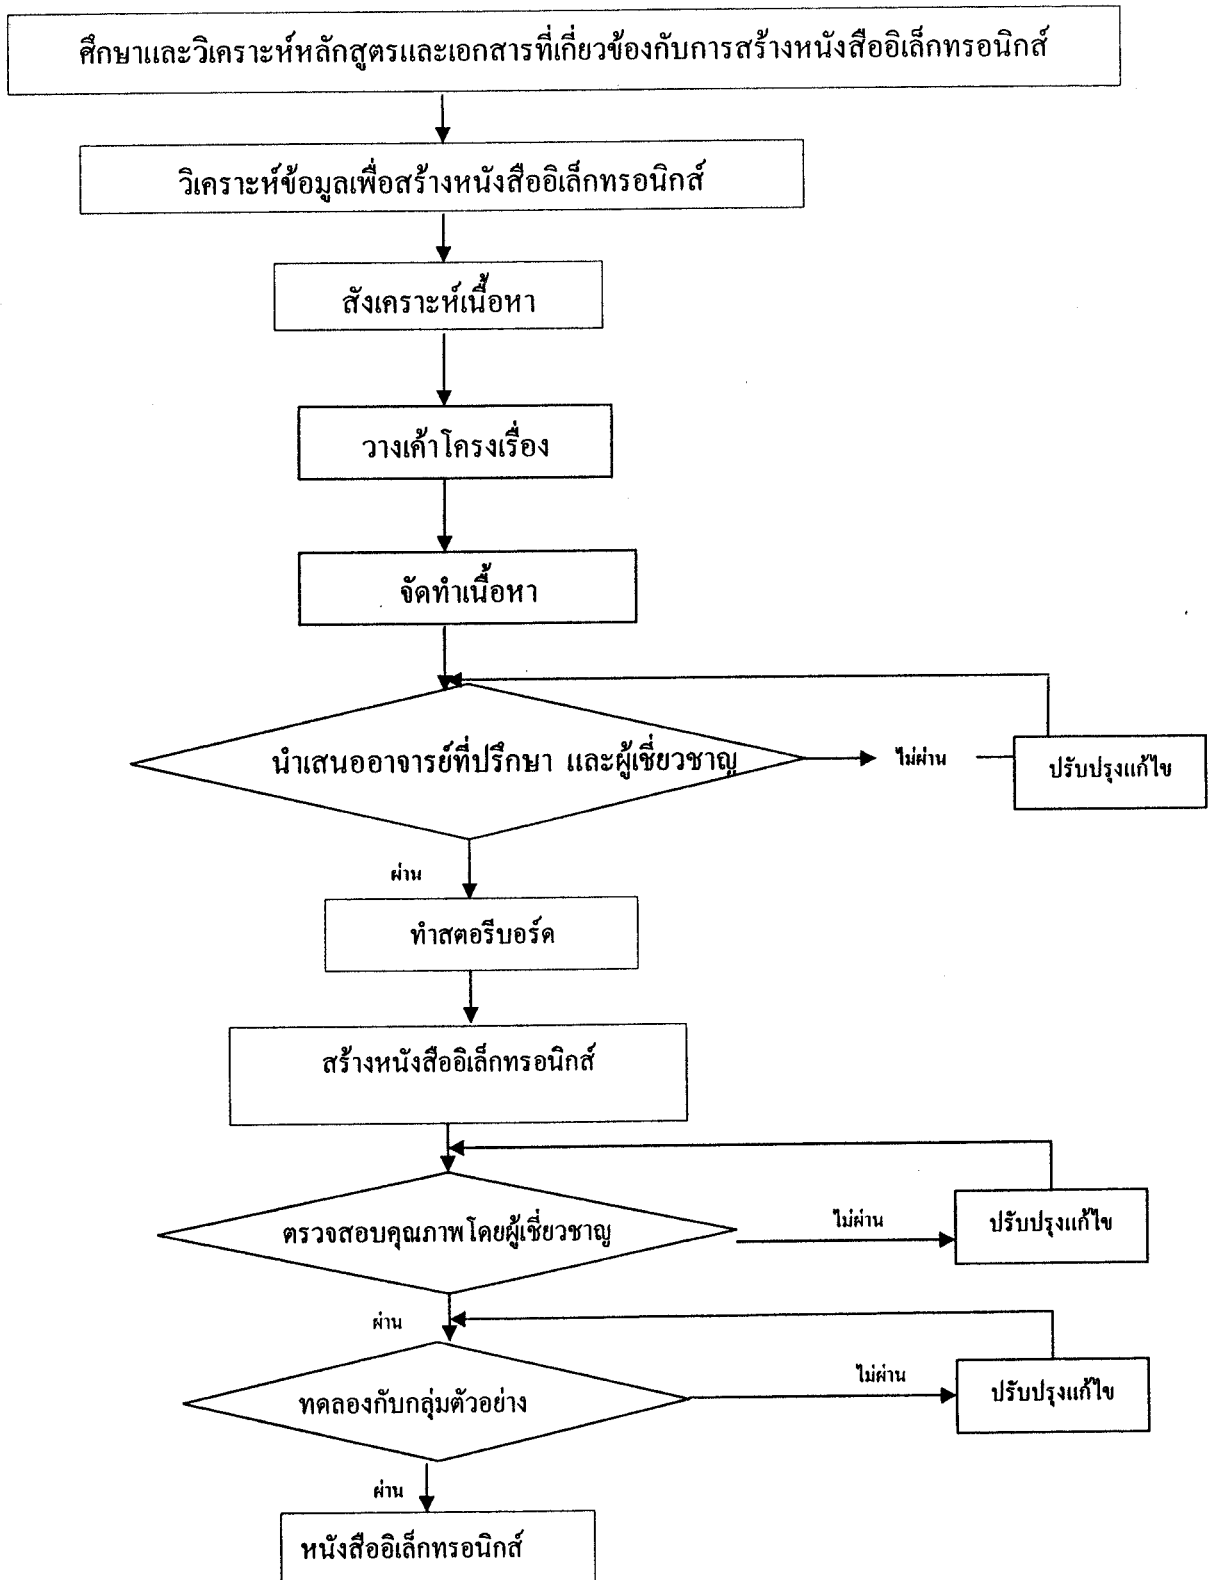 ศึกษาและวิเคราะห์หลักสูตรและเอกสารที่เกี่ยวข้องกับการสร้างหนังสืออิเล็กทรอนิกส์
วิเคราะห์ข้อมูลเพื่อสร้างหนังสืออิเล็กทรอนิกส์
สังเคราะห์เนื้อหา
วางเค้าโครงเรื่อง
จัดทำเนื้อหา
นำเสนออาจารย์ที่ปรึกษา และผู้เชี่ยวชาญ
ไม่ผ่าน
ปรับปรุงแก้ไข
ผ่าน
ทำสตอรีบอร์ด
สร้างหนังสืออิเล็กทรอนิกส์
ตรวจสอบคุณภาพโดยผู้เชี่ยวชาญ
ไม่ผ่าน
ปรับปรุงแก้ไข
ผ่าน
ทดลองกับกลุ่มตัวอย่าง
ไม่ผ่าน
ปรับปรุงแก้ไข
ผ่าน
หนังสืออิเล็กทรอนิกส์